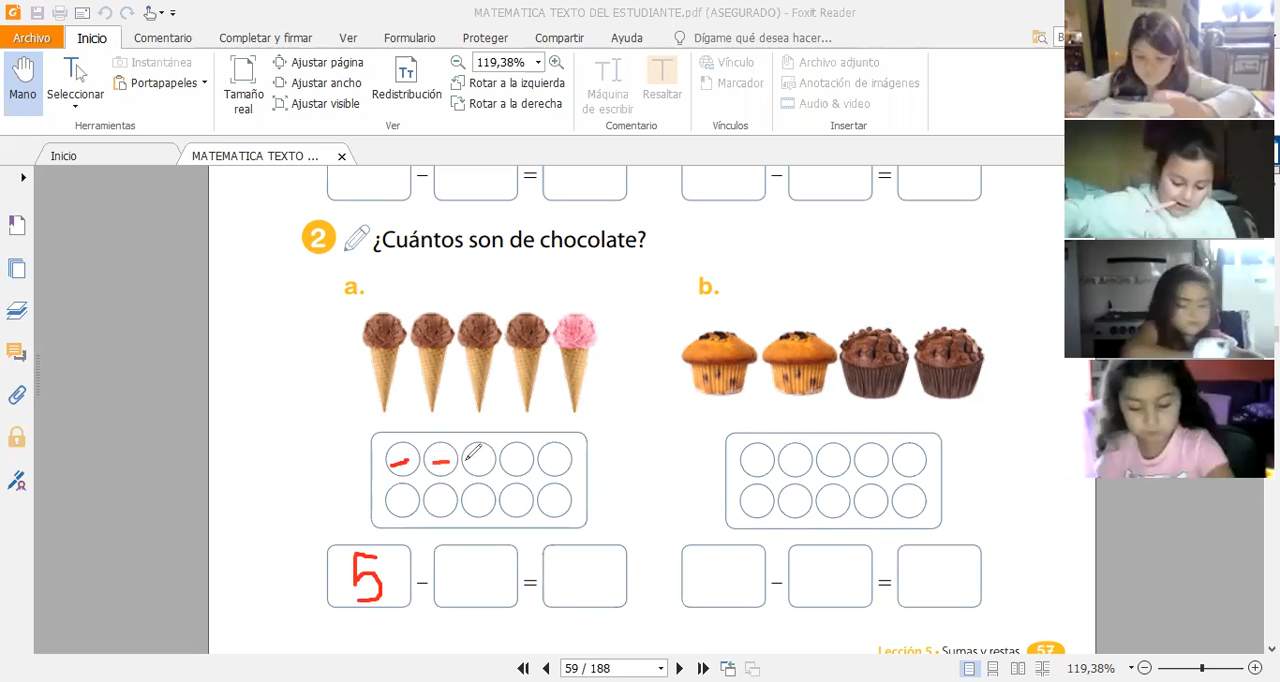 MATEMATICA TEXTO DEL ESTUDIANTE.pdf (ASEGURADO) - Foxit Reader
Archivo Inicio Comentario Completar y firmar Ver Formulario Proteger Compartir Ayuda Dígame qué desea hacer...
Mano
Seleccionar
Instantánea
Portapapeles
Herramientas
Tamaño real
Ajustar página
Ajustar ancho
Ajustar visible
Redistribución
119,38%
Rotar a la izquierda
Rotar a la derecha
Ver
Máquina de escribir
Resaltar
Comentario
Vínculo
Marcador
Vínculos
Archivo adjunto
Anotación de imágenes
Audio & video
Insertar
Inicio MATEMATICA TEXTO ...
- = - =
2 ¿Cuántos son de chocolate?
a. b.
5 - = - =
Lección 5 • Sumas y restas 57
59 / 188 119,38%